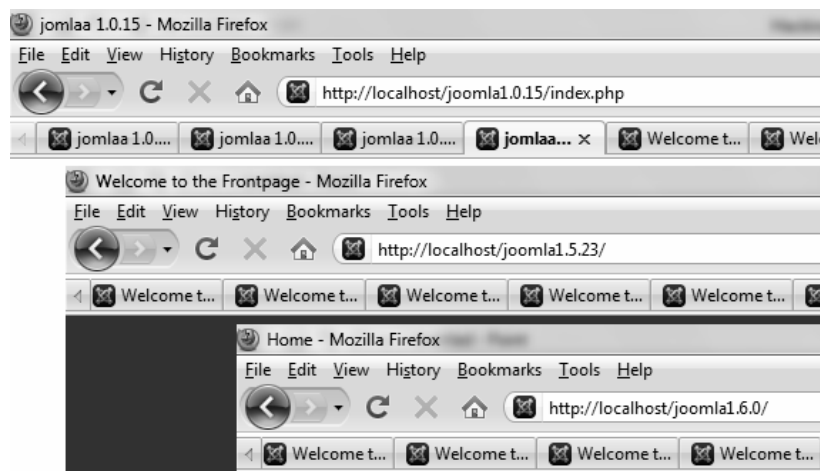 jomlaa 1.0.15 - Mozilla Firefox
File Edit View History Bookmarks Tools Help
http://localhost/joomla1.0.15/index.php
jomlaa 1.0.... jomlaa 1.0.... jomlaa 1.0.... jomlaa... × Welcome t... Wel
Welcome to the Frontpage - Mozilla Firefox
File Edit View History Bookmarks Tools Help
http://localhost/joomla1.5.23/
Welcome t... Welcome t... Welcome t... Welcome t... Welcome t...
Home - Mozilla Firefox
File Edit View History Bookmarks Tools Help
http://localhost/joomla1.6.0/
Welcome t... Welcome t... Welcome t... Welcome t...